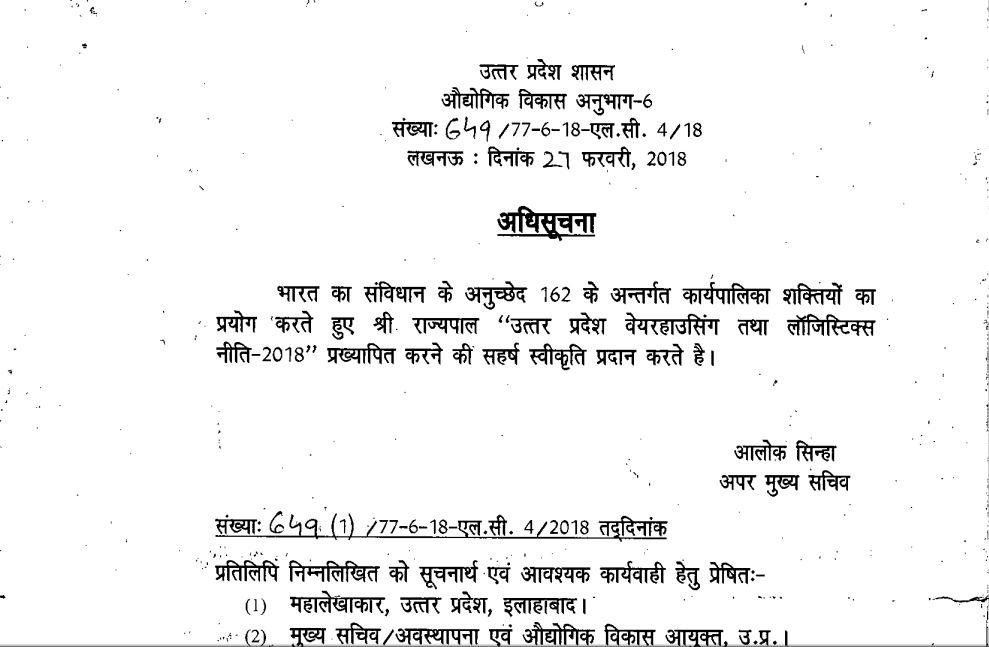 उत्तर प्रदेश शासन
औद्योगिक विकास अनुभाग-6
संख्याः 649/77-6-18-एल.सी. 4/18
लखनऊ : दिनांक 27 फरवरी, 2018
अधिसूचना
भारत का संविधान के अनुच्छेद 162 के अन्तर्गत कार्यपालिका शक्तियों का
प्रयोग करते हुए श्री राज्यपाल “उत्तर प्रदेश वेयरहाउसिंग तथा लॉजिस्टिक्स
नीति-2018” प्रख्यापित करने की सहर्ष स्वीकृति प्रदान करते है।
आलोक सिन्हा
अपर मुख्य सचिव
संख्याः 649 (1) /77-6-18-एल.सी. 4/2018 तद्दिनांक
प्रतिलिपि निम्नलिखित को सूचनार्थ एवं आवश्यक कार्यवाही हेतु प्रेषितः-
(1) महालेखाकार, उत्तर प्रदेश, इलाहाबाद।
(2) मुख्य सचिव/अवस्थापना एवं औद्योगिक विकास आयुक्त, उ.प्र.।